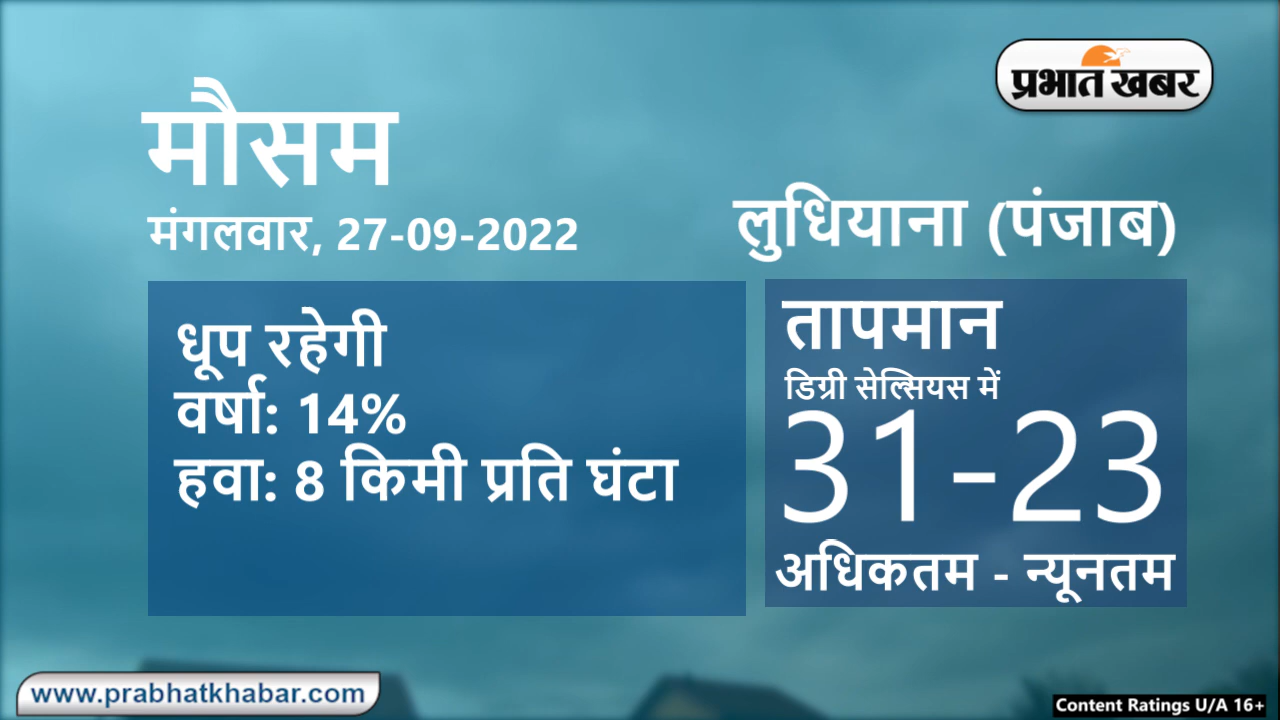 प्रभात खबर
मौसम
मंगलवार, 27-09-2022
लुधियाना (पंजाब)
धूप रहेगी
वर्षा: 14%
हवा: 8 किमी प्रति घंटा
तापमान
डिग्री सेल्सियस में
31-23
अधिकतम - न्यूनतम
www.prabhatkhabar.com
Content Ratings U/A 16+